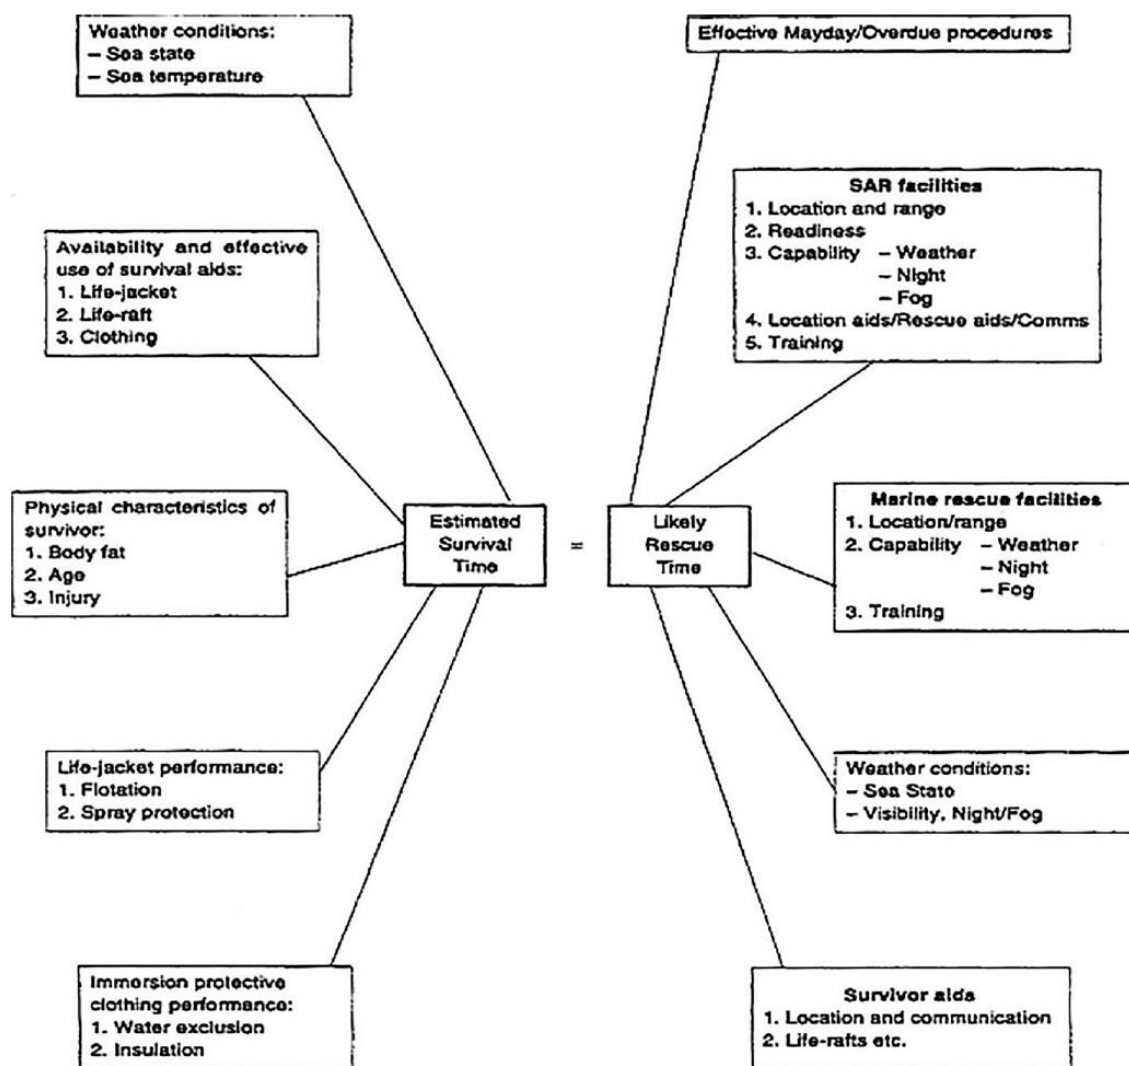 Weather conditions:
– Sea state
– Sea temperature
Availability and effective
use of survival aids:
1. Life-jacket
2. Life-raft
3. Clothing
Physical characteristics of
survivor:
1. Body fat
2. Age
3. Injury
Life-jacket performance:
1. Flotation
2. Spray protection
Immersion protective
clothing performance:
1. Water exclusion
2. Insulation
Estimated
Survival
Time
=
Likely
Rescue
Time
Effective Mayday/Overdue procedures
SAR facilities
1. Location and range
2. Readiness
3. Capability – Weather
– Night
– Fog
4. Location aids/Rescue aids/Comms
5. Training
Marine rescue facilities
1. Location/range
2. Capability – Weather
– Night
– Fog
3. Training
Weather conditions:
– Sea State
– Visibility, Night/Fog
Survivor aids
1. Location and communication
2. Life-rafts etc.